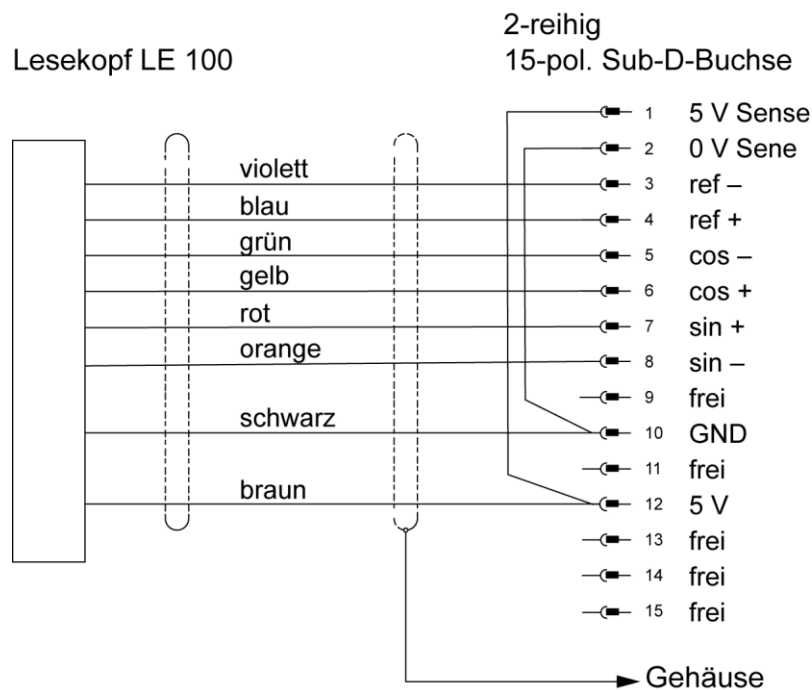 2-reihig
Lesekopf LE 100
15-pol. Sub-D-Buchse
1 5 V Sense
2 0 V Sene
violett
3 ref –
blau
4 ref +
grün
5 cos –
gelb
6 cos +
rot
7 sin +
orange
8 sin –
9 frei
schwarz
10 GND
11 frei
braun
12 5 V
13 frei
14 frei
15 frei
Gehäuse